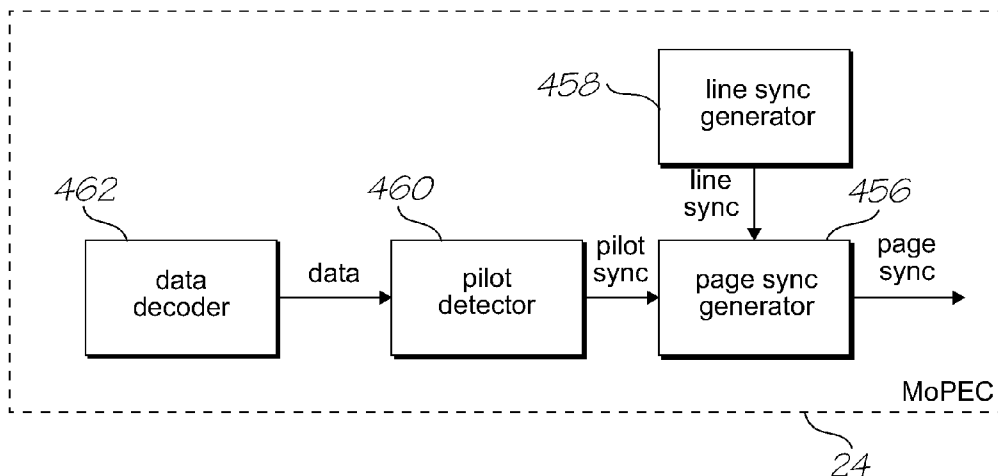 458
line sync
generator
line
sync
462
data
decoder
data
460
pilot
detector
pilot
sync
456
page sync
generator
page
sync
MoPEC
24